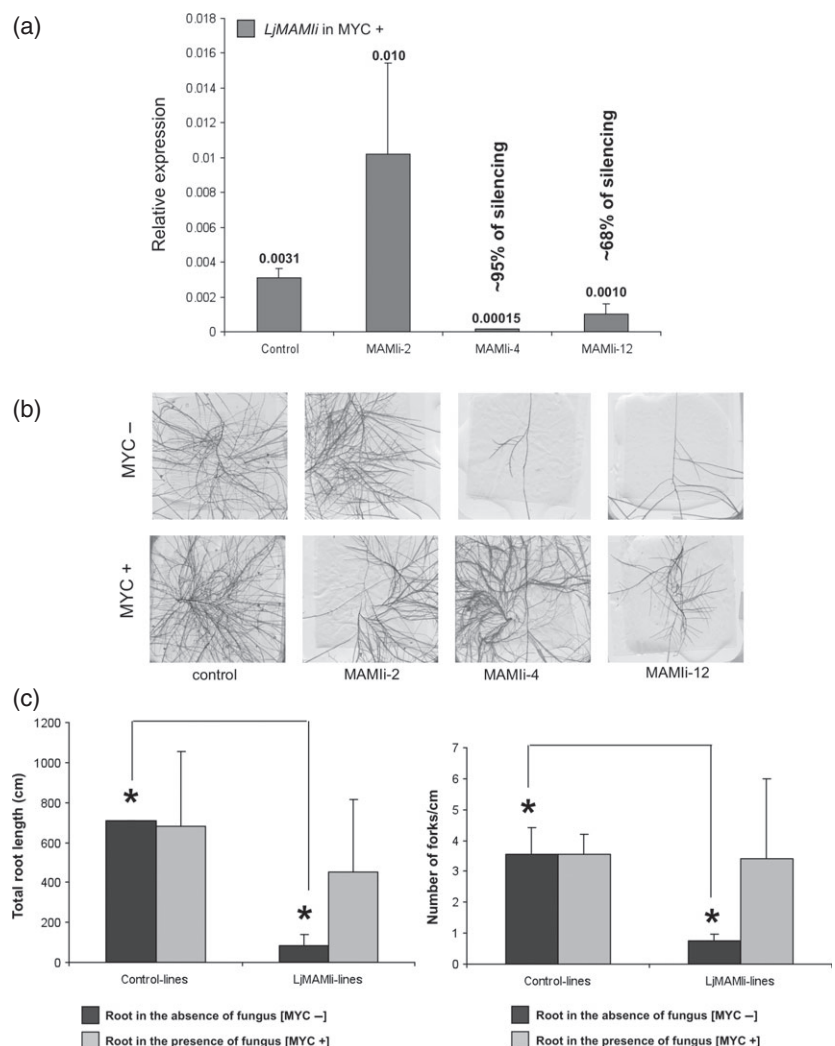 (a)
0.018
0.016
0.014
0.012
0.01
0.008
0.006
0.004
0.002
0
Relative expression
LjMAMIi in MYC +
0.0031
0.010
~95% of silencing
0.00015
~68% of silencing
0.0010
Control
MAMIi-2
MAMIi-4
MAMIi-12
(b)
MYC –
MYC +
control
MAMIi-2
MAMIi-4
MAMIi-12
(c)
1200
1000
800
600
400
200
0
Total root length (cm)
*
*
Control-lines
LjMAMIi-lines
Root in the absence of fungus [MYC –]
Root in the presence of fungus [MYC +]
7
6
5
4
3
2
1
0
Number of forks/cm
*
*
Control-lines
LjMAMIi-lines
Root in the absence of fungus [MYC –]
Root in the presence of fungus [MYC +]